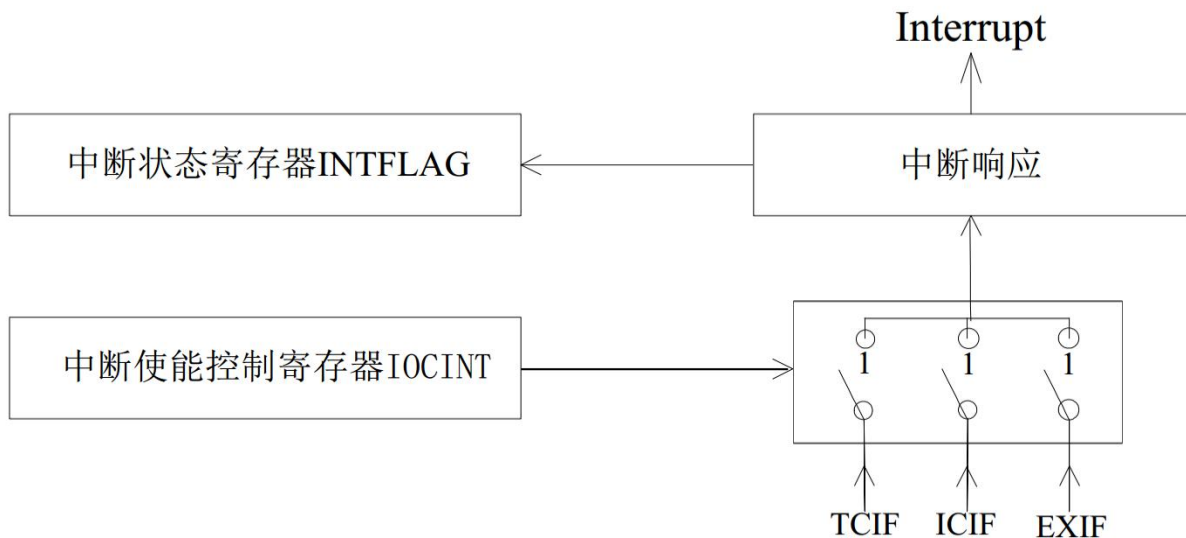 Interrupt
中断状态寄存器INTFLAG
中断响应
中断使能控制寄存器IOCINT
1 1 1
TCIF ICIF EXIF